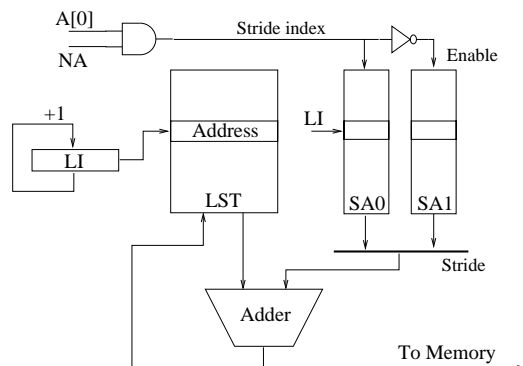 A[0]
Stride index
NA
Enable
+1
Address
LI
LI
LST
SA0
SA1
Stride
Adder
To Memory